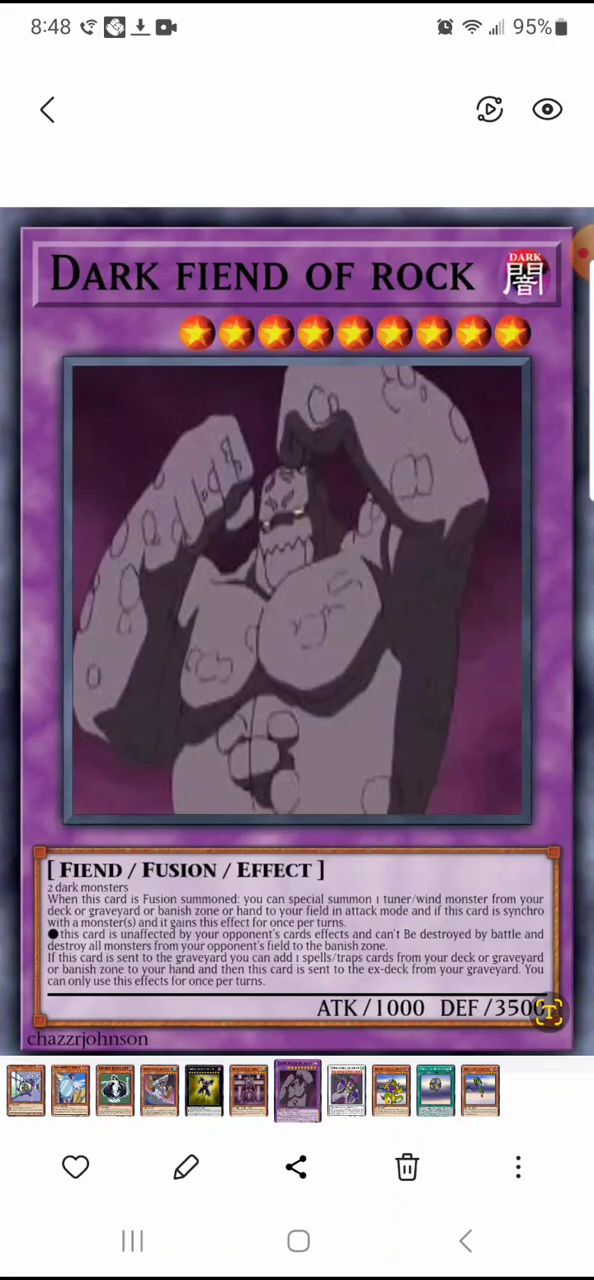 8:48
95%
DARK FIEND OF ROCK
DARK
闇
[ FIEND / FUSION / EFFECT ]
2 dark monsters
When this card is Fusion summoned: you can special summon 1 tuner/wind monster from your
deck or graveyard or banish zone or hand to your field in attack mode and if this card is synchro
with a monster(s) and it gains this effect for once per turns.
●this card is unaffected by your opponent's cards effects and can't Be destroyed by battle and
destroy all monsters from your opponent's field to the banish zone.
If this card is sent to the graveyard you can add 1 spells/traps cards from your deck or graveyard
or banish zone to your hand and then this card is sent to the ex-deck from your graveyard. You
can only use this effects for once per turns.
ATK/1000 DEF/3500
T
chazzrjohnson